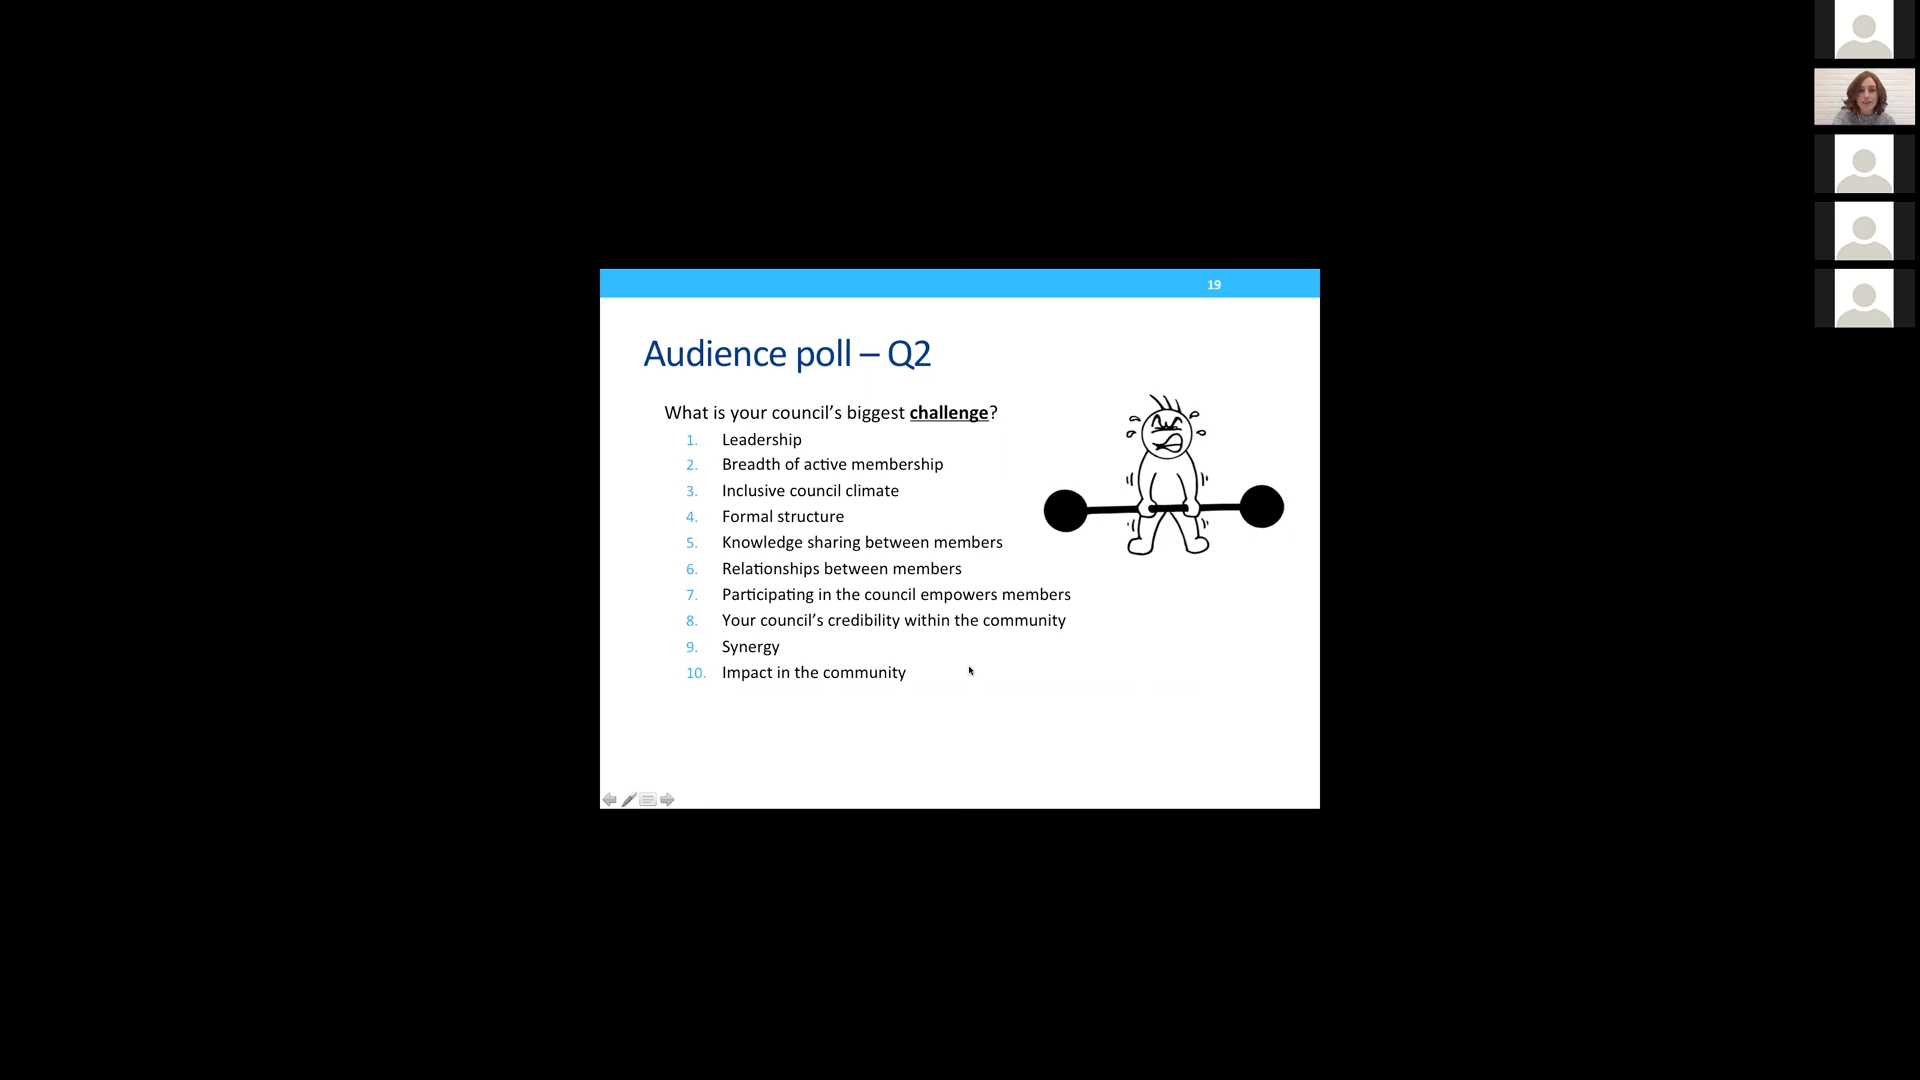 19
Audience poll – Q2
What is your council’s biggest challenge?
1. Leadership
2. Breadth of active membership
3. Inclusive council climate
4. Formal structure
5. Knowledge sharing between members
6. Relationships between members
7. Participating in the council empowers members
8. Your council’s credibility within the community
9. Synergy
10. Impact in the community